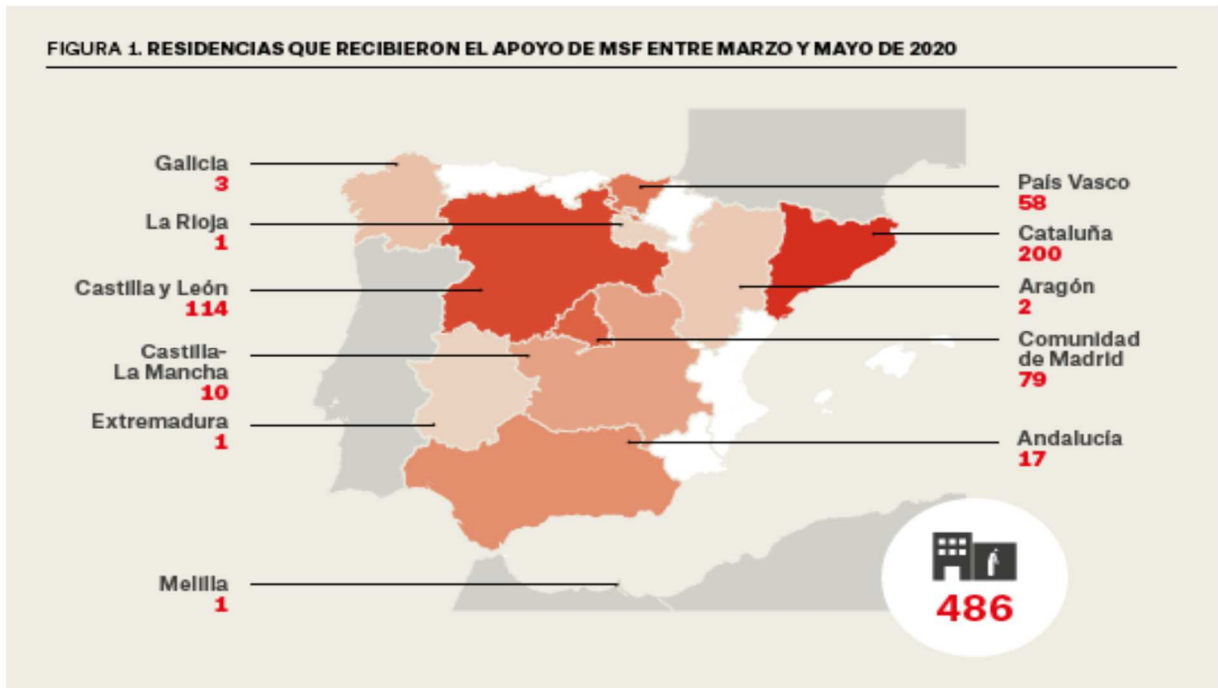 FIGURA 1. RESIDENCIAS QUE RECIBIERON EL APOYO DE MSF ENTRE MARZO Y MAYO DE 2020
Galicia
3
La Rioja
1
Castilla y León
114
Castilla-
La Mancha
10
Extremadura
1
Melilla
1
País Vasco
58
Cataluña
200
Aragón
2
Comunidad
de Madrid
79
Andalucía
17
486